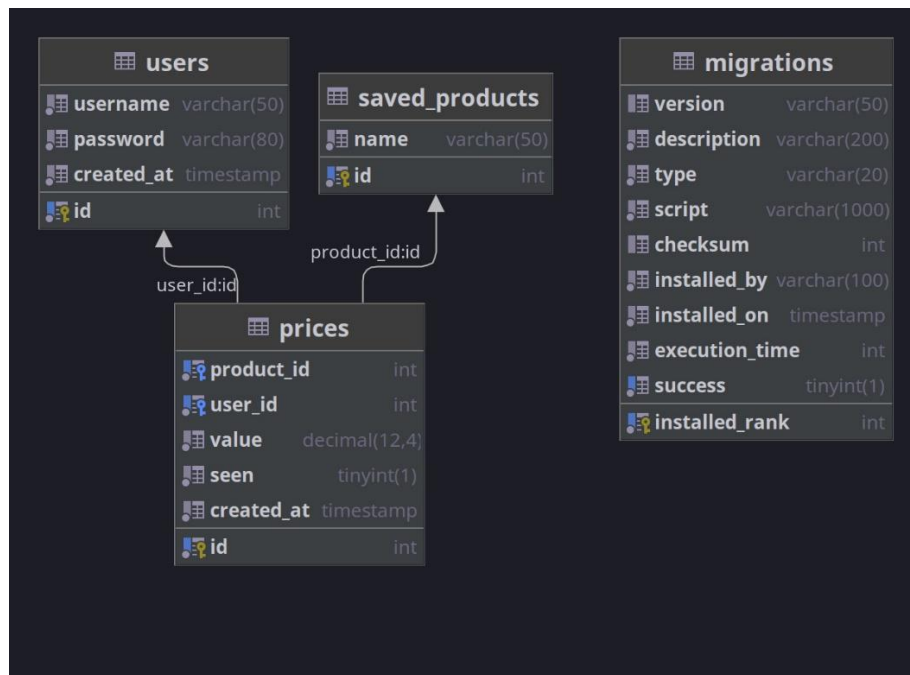 users
username varchar(50)
password varchar(80)
created_at timestamp
id int
saved_products
name varchar(50)
id int
migrations
version varchar(50)
description varchar(200)
type varchar(20)
script varchar(1000)
checksum int
installed_by varchar(100)
installed_on timestamp
execution_time int
success tinyint(1)
installed_rank int
product_id:id
user_id:id
prices
product_id int
user_id int
value decimal(12,4)
seen tinyint(1)
created_at timestamp
id int